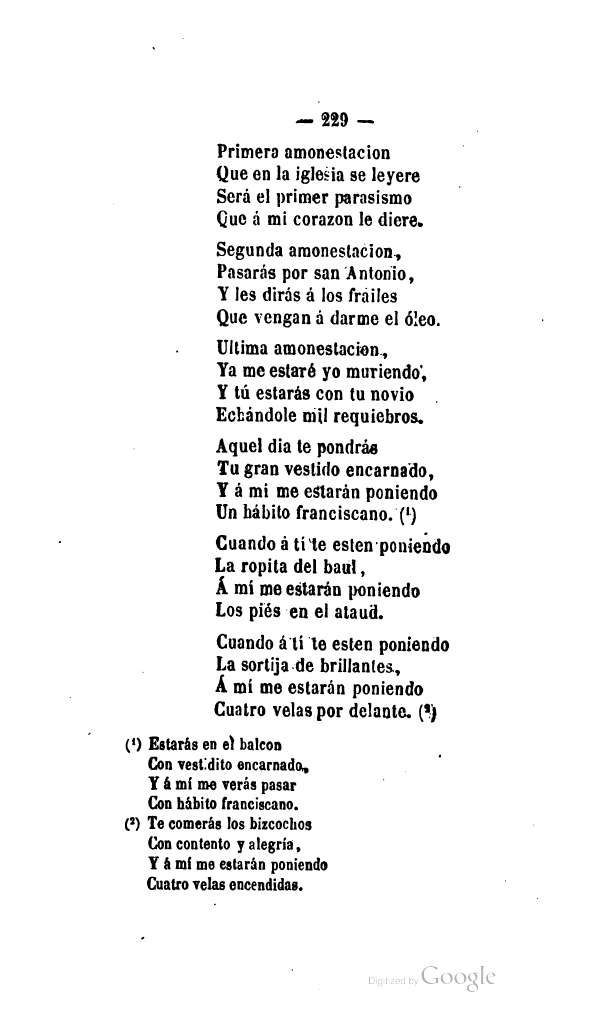 — 229 —
Primera amonestacion
Que en la iglesia se leyere
Será el primer parasismo
Que á mi corazon le diere.
Segunda amonestacion,
Pasarás por san Antonio,
Y les dirás á los frailes
Que vengan á darme el óleo.
Ultima amonestacion,
Ya me estaré yo muriendo,
Y tú estarás con tu novio
Echándole mil requiebros.
Aquel dia te pondrás
Tu gran vestido encarnado,
Y á mi me estarán poniendo
Un hábito franciscano. (¹)
Cuando á ti te esten poniendo
La ropita del baul,
Á mí me estarán poniendo
Los piés en el ataud.
Cuando á ti te esten poniendo
La sortija de brillantes,
Á mí me estarán poniendo
Cuatro velas por delante. (²)
(¹) Estarás en el balcon
Con vestidito encarnado,
Y á mí me verás pasar
Con hábito franciscano.
(²) Te comerás los bizcochos
Con contento y alegría,
Y á mí me estarán poniendo
Cuatro velas encendidas.
Digitized by Google